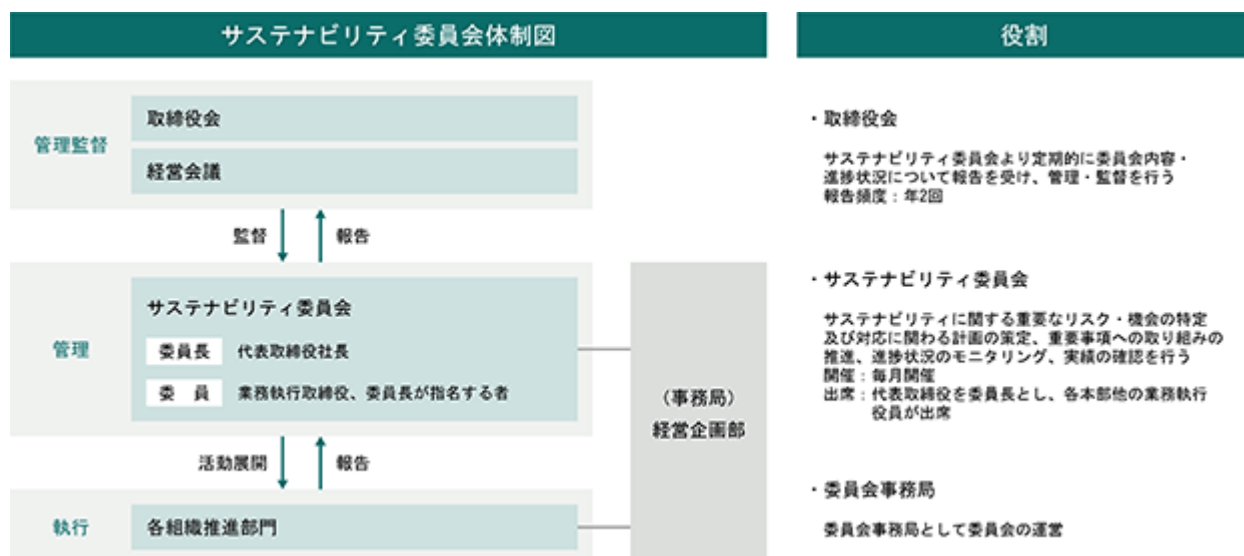 サステナビリティ委員会体制図
管理監督
取締役会
経営会議
監督
報告
管理
サステナビリティ委員会
委員長 代表取締役社長
委 員 業務執行取締役、委員長が指名する者
(事務局)
経営企画部
活動展開
報告
執行
各組織推進部門
役割
・取締役会
サステナビリティ委員会より定期的に委員会内容・
進捗状況について報告を受け、管理・監督を行う
報告頻度:年2回
・サステナビリティ委員会
サステナビリティに関する重要なリスク・機会の特定
及び対応に関わる計画の策定、重要事項への取り組みの
推進、進捗状況のモニタリング、実績の確認を行う
開催:毎月開催
出席:代表取締役を委員長とし、各本部他の業務執行
役員が出席
・委員会事務局
委員会事務局として委員会の運営